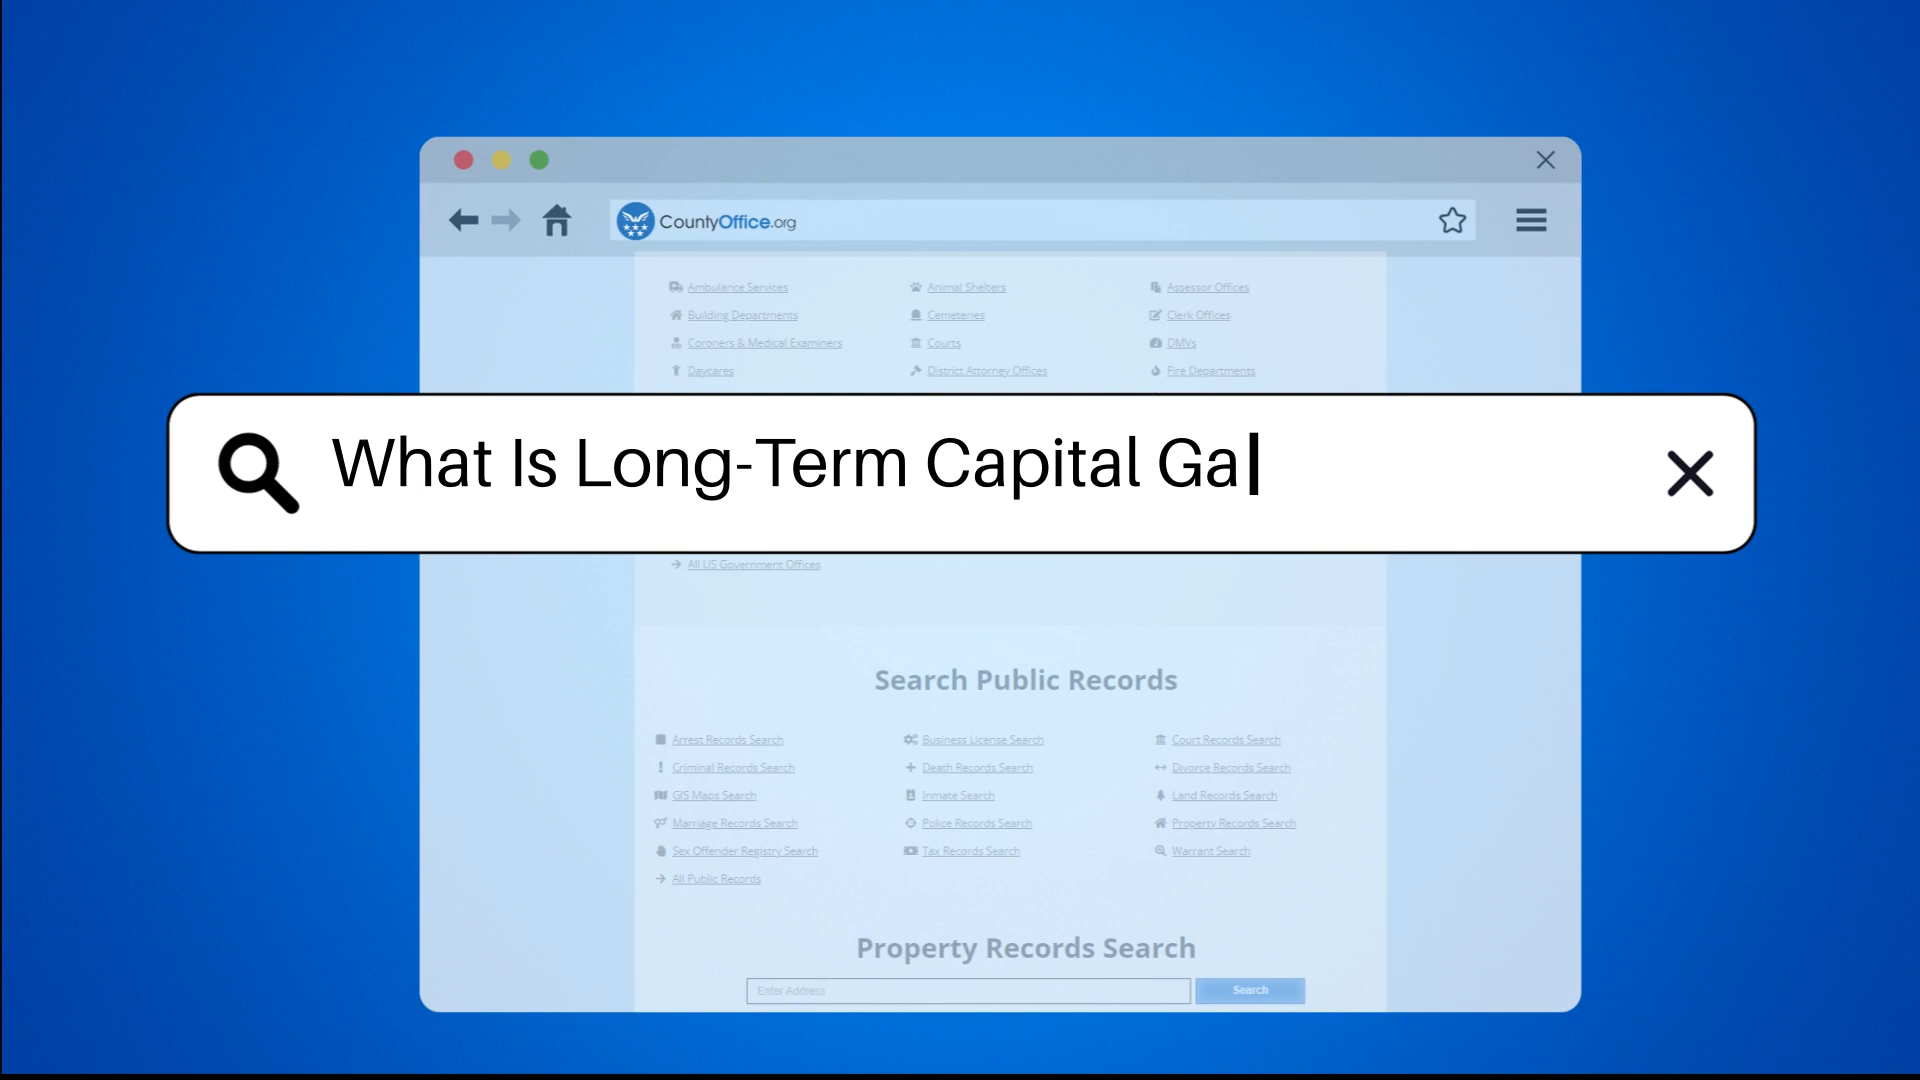 CountyOffice.org
Ambulance Services Animal Shelters Assessor Offices
Building Departments Cemeteries Clerk Offices
Coroners & Medical Examiners Courts DMVs
Daycares District Attorney Offices Fire Departments
What Is Long-Term Capital Ga
All US Government Offices
Search Public Records
Arrest Records Search Business License Search Court Records Search
Criminal Records Search Death Records Search Divorce Records Search
GIS Maps Search Inmate Search Land Records Search
Marriage Records Search Police Records Search Property Records Search
Sex Offender Registry Search Tax Records Search Warrant Search
All Public Records
Property Records Search
Enter Address Search